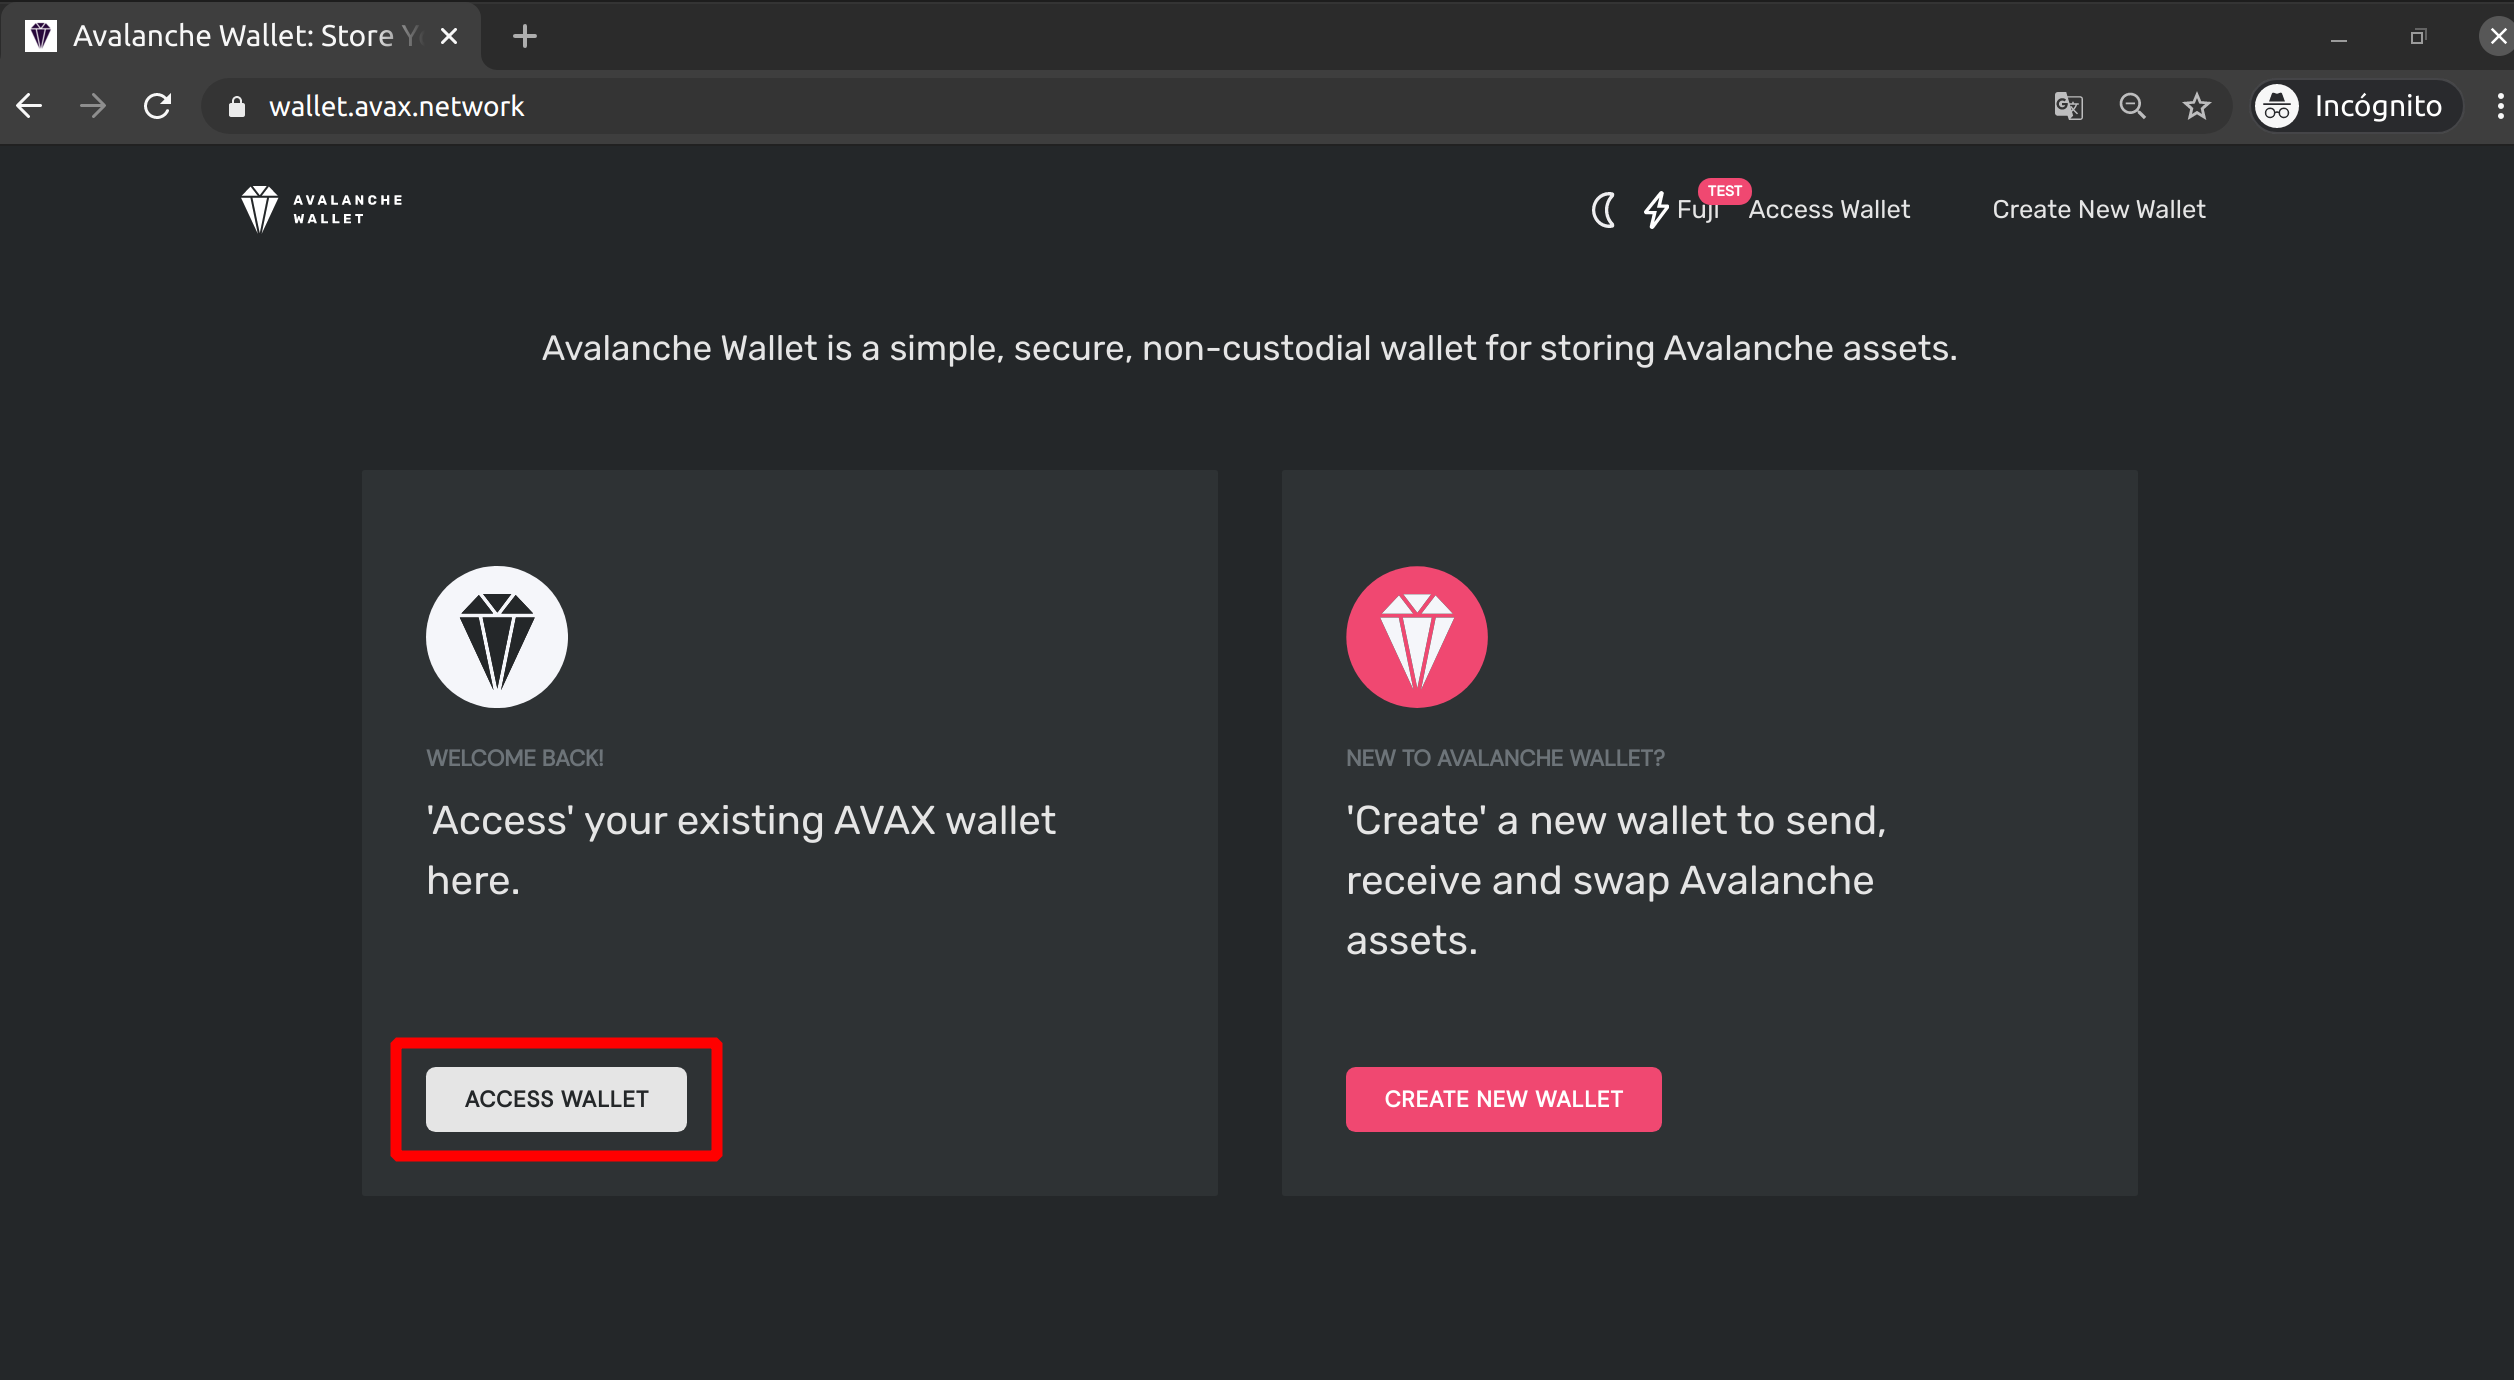 Avalanche Wallet: Store
wallet.avax.network
Incógnito
AVALANCHE
WALLET
Fuji
TEST
Access Wallet
Create New Wallet
Avalanche Wallet is a simple, secure, non-custodial wallet for storing Avalanche assets.
WELCOME BACK!
'Access' your existing AVAX wallet
here.
ACCESS WALLET
NEW TO AVALANCHE WALLET?
'Create' a new wallet to send,
receive and swap Avalanche
assets.
CREATE NEW WALLET